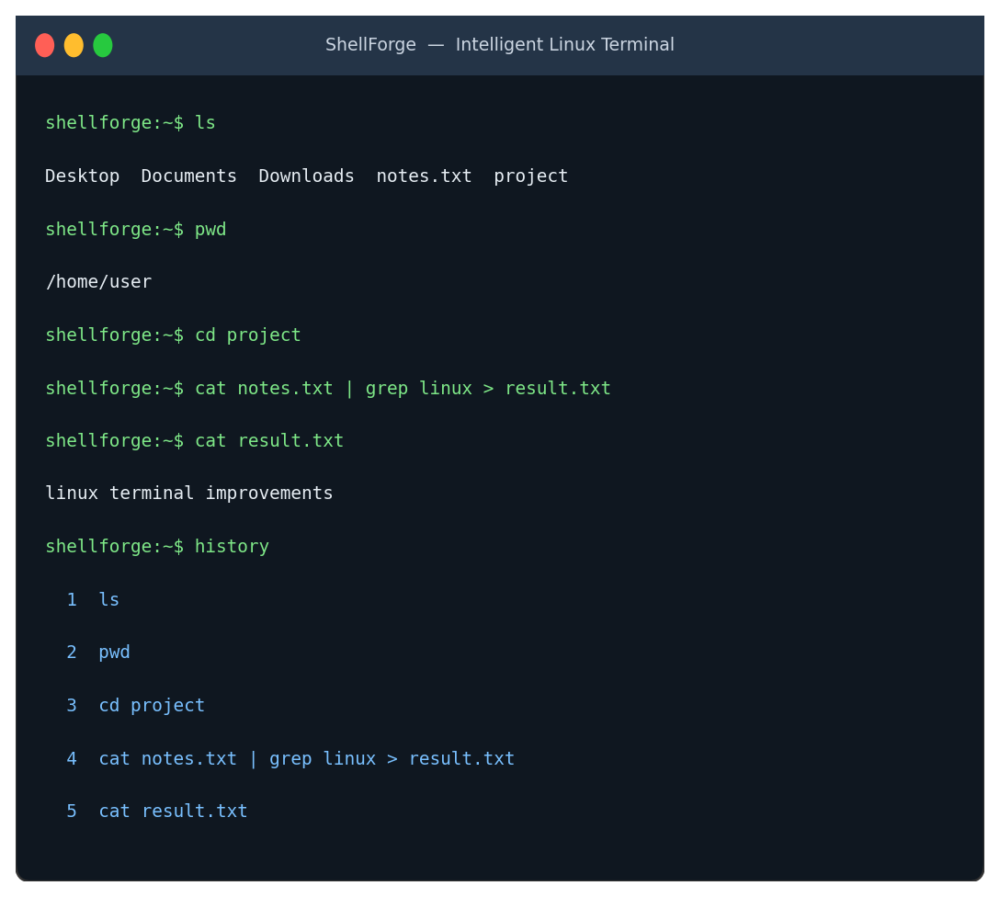 ShellForge — Intelligent Linux Terminal
shellforge:~$ ls
Desktop  Documents  Downloads  notes.txt  project
shellforge:~$ pwd
/home/user
shellforge:~$ cd project
shellforge:~$ cat notes.txt | grep linux > result.txt
shellforge:~$ cat result.txt
linux terminal improvements
shellforge:~$ history
  1  ls
  2  pwd
  3  cd project
  4  cat notes.txt | grep linux > result.txt
  5  cat result.txt